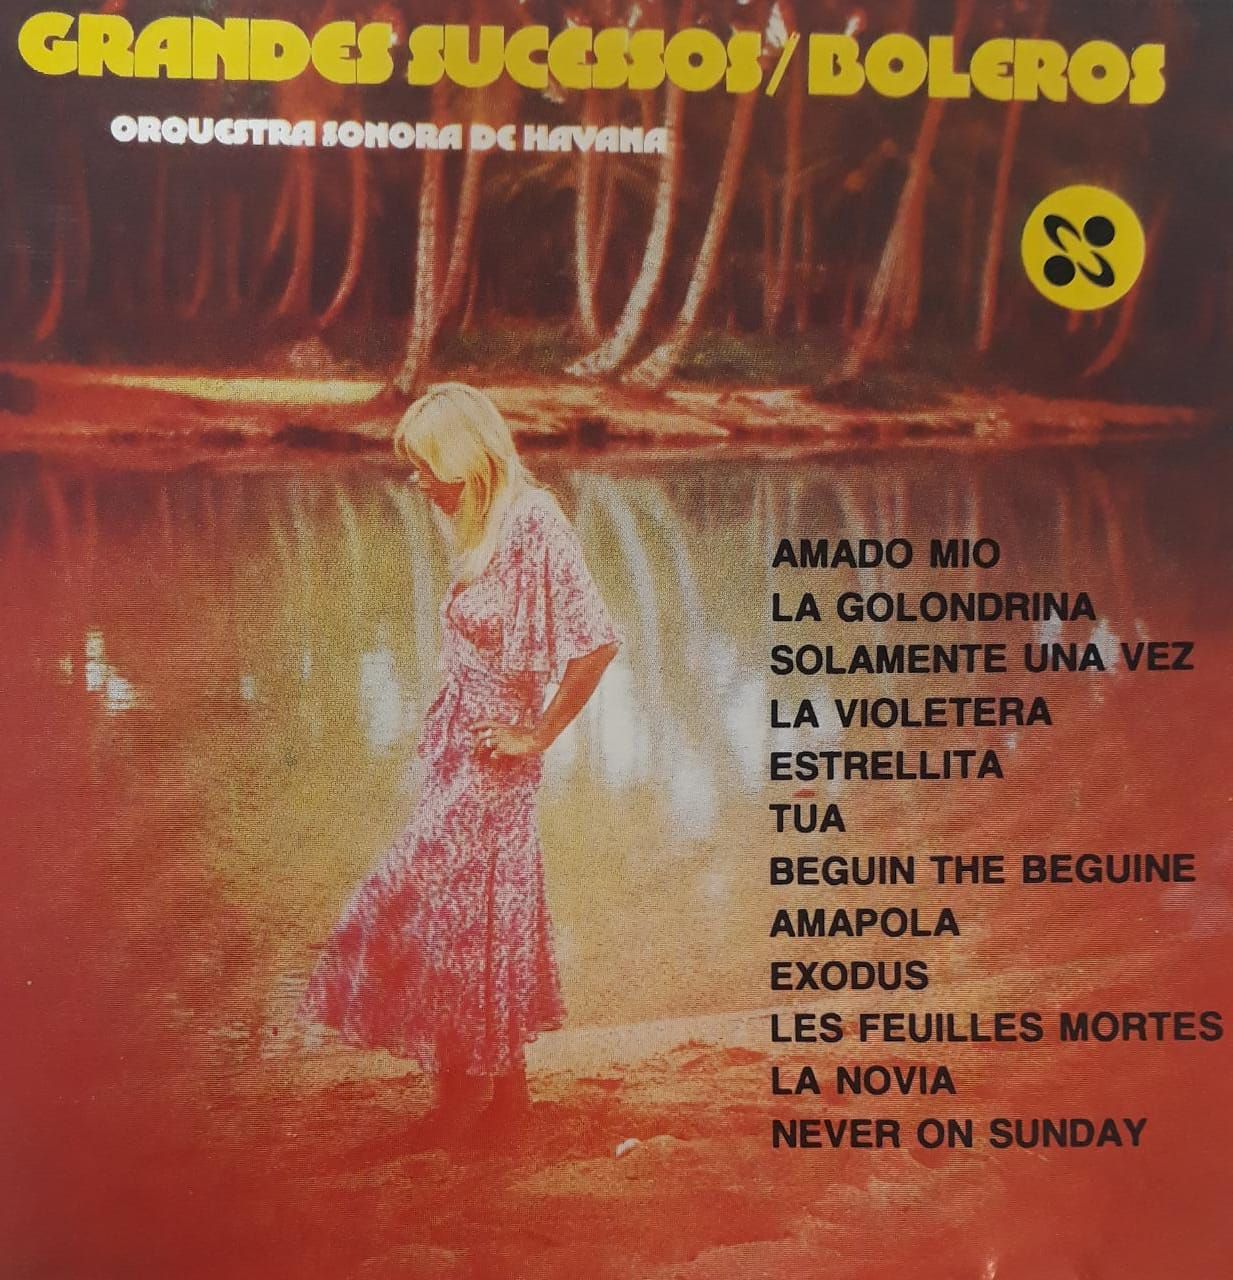 GRANDES SUCESSOS/BOLEROS
ORQUESTRA SONORA DE HAVANA
AMADO MIO
LA GOLONDRINA
SOLAMENTE UNA VEZ
LA VIOLETERA
ESTRELLITA
TUA
BEGUIN THE BEGUINE
AMAPOLA
EXODUS
LES FEUILLES MORTES
LA NOVIA
NEVER ON SUNDAY